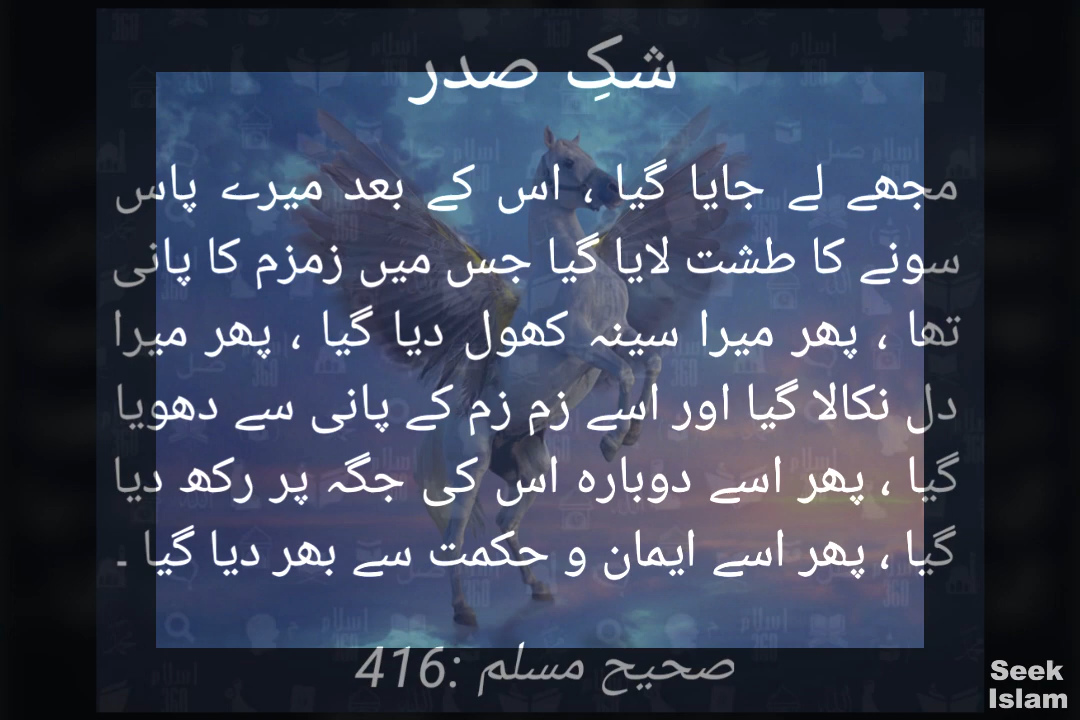 شکِ صدر
مجھے لے جایا گیا ، اس کے بعد میرے پاس
سونے کا طشت لایا گیا جس میں زمزم کا پانی
تھا ، پھر میرا سینہ کھول دیا گیا ، پھر میرا
دل نکالا گیا اور اسے زم زم کے پانی سے دھویا
گیا ، پھر اسے دوبارہ اس کی جگہ پر رکھ دیا
گیا ، پھر اسے ایمان و حکمت سے بھر دیا گیا ۔
صحیح مسلم :416
Seek
Islam